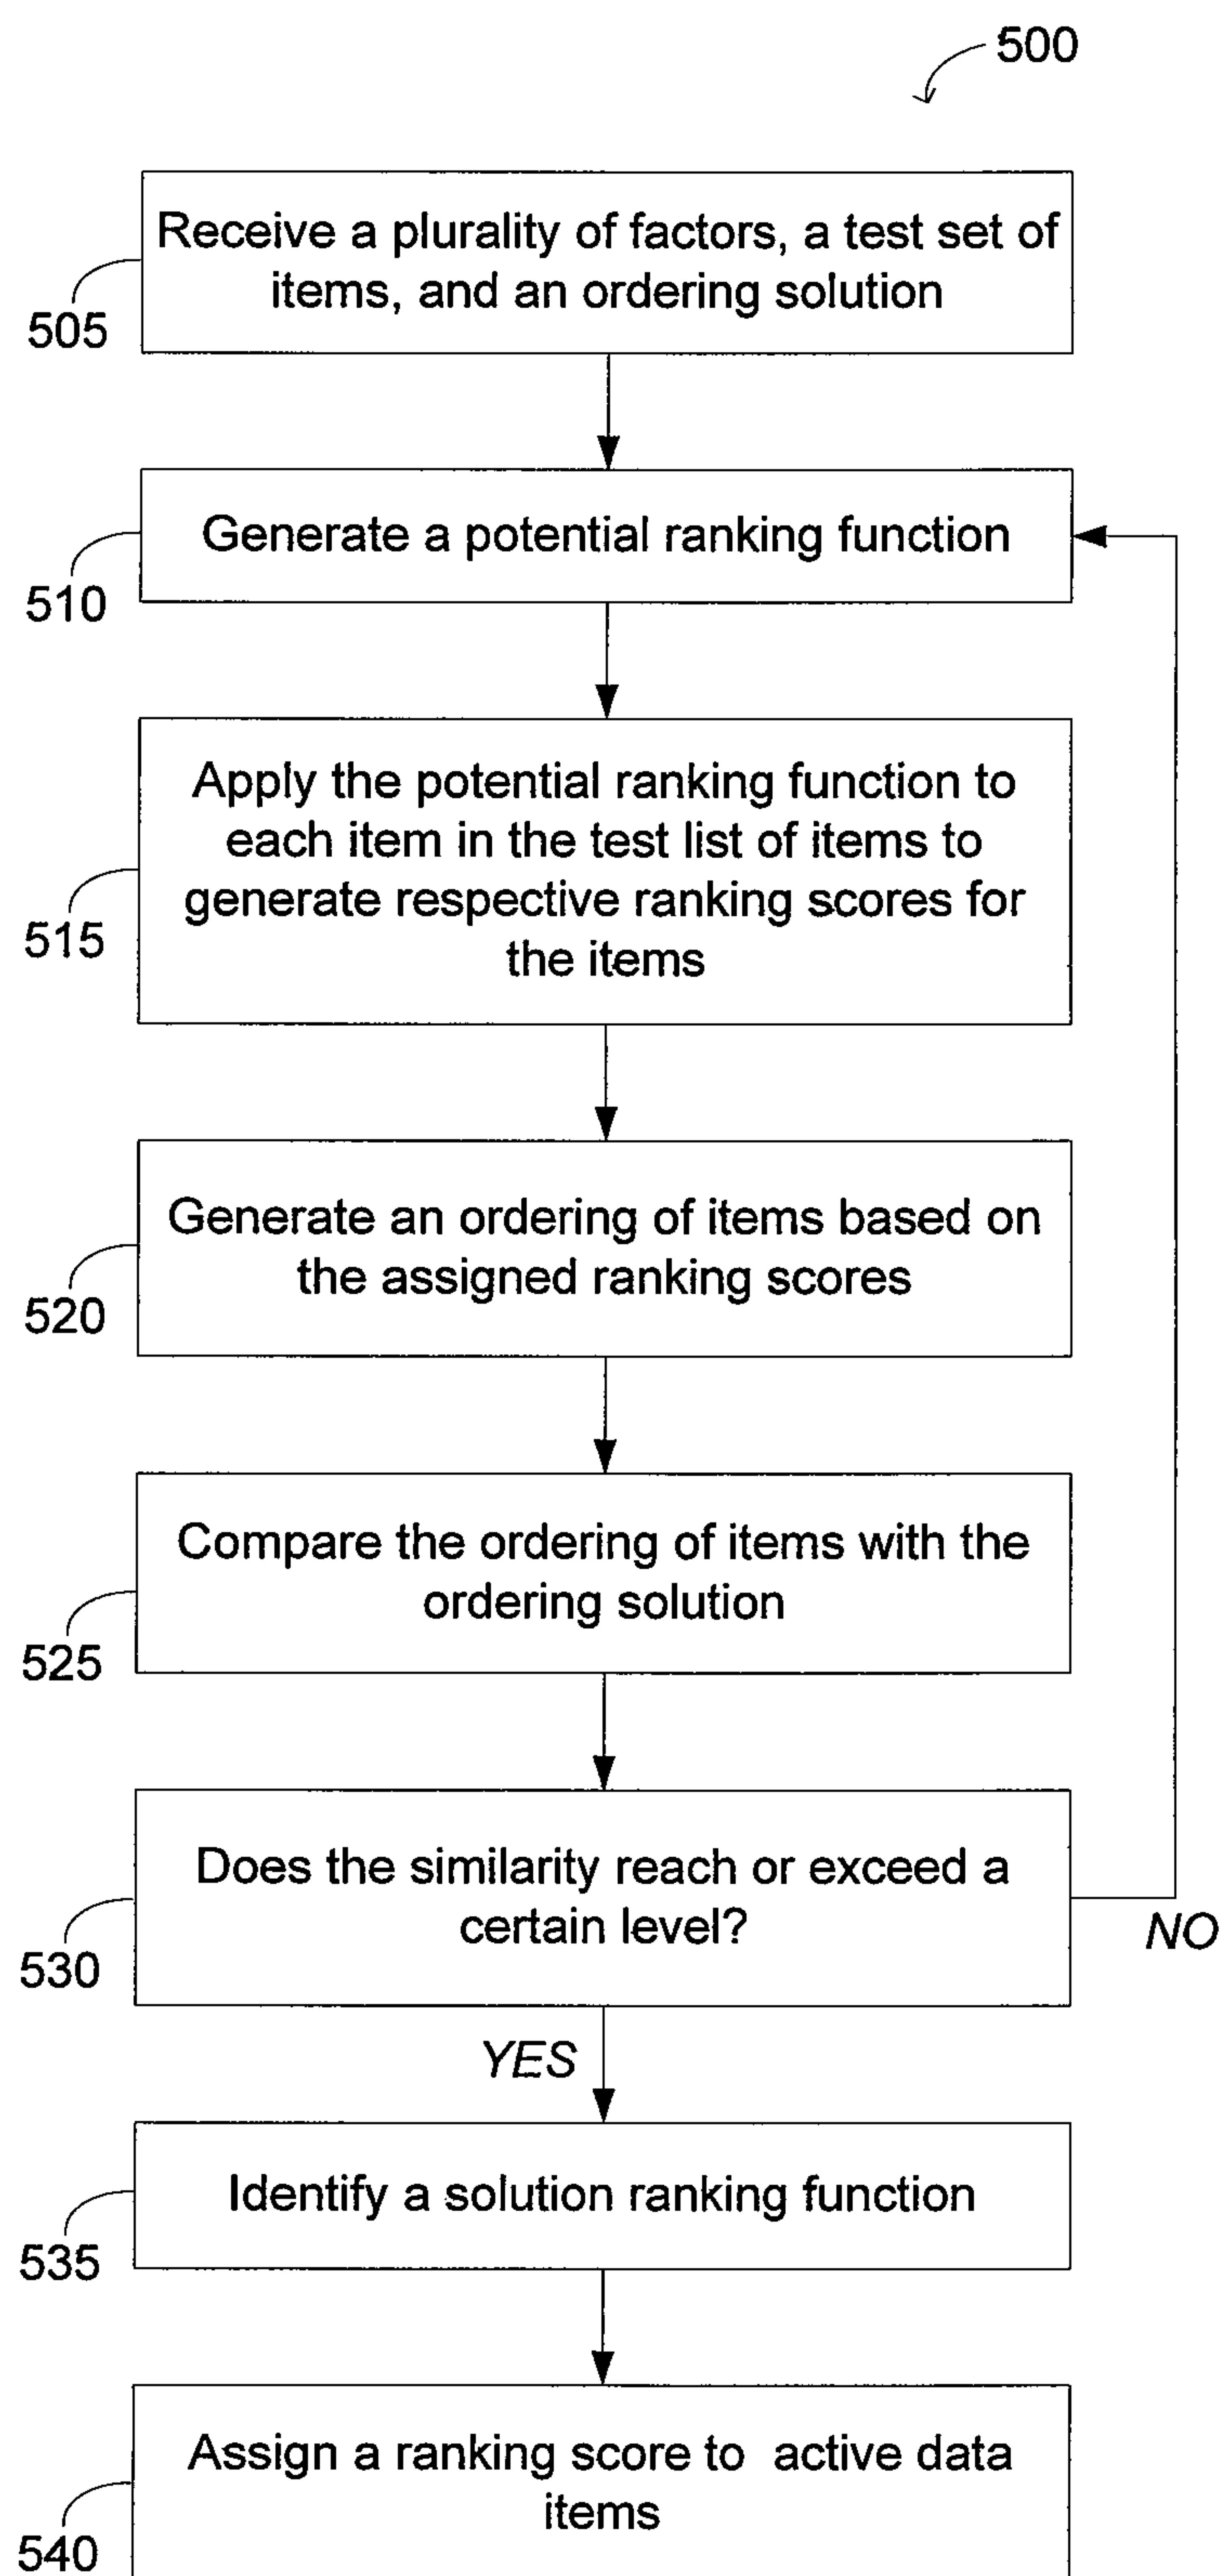 500
Receive a plurality of factors, a test set of
items, and an ordering solution
505
Generate a potential ranking function
510
Apply the potential ranking function to
each item in the test list of items to
generate respective ranking scores for
the items
515
Generate an ordering of items based on
the assigned ranking scores
520
Compare the ordering of items with the
ordering solution
525
Does the similarity reach or exceed a
certain level?
530
NO
YES
Identify a solution ranking function
535
Assign a ranking score to active data
items
540